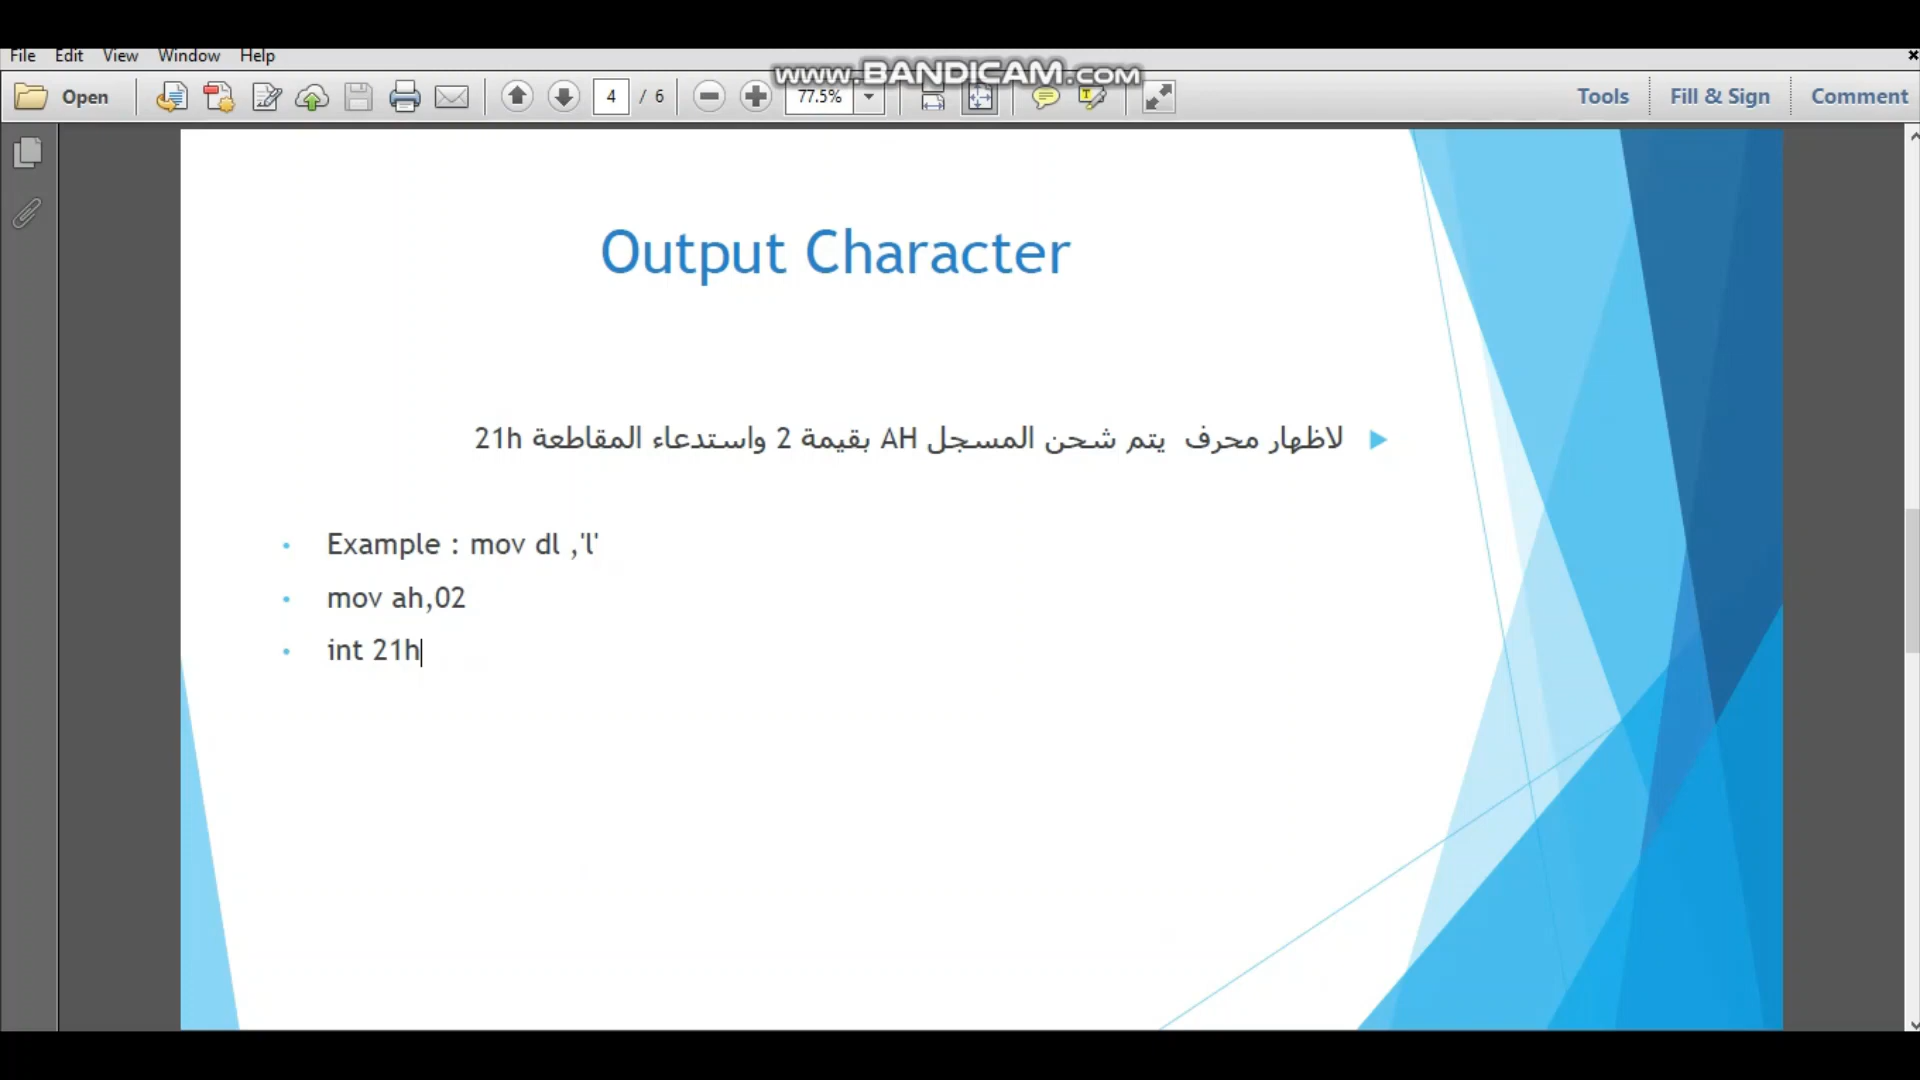 File Edit View Window Help
www.BANDICAM.com
Open
4 / 6
77.5%
Tools
Fill & Sign
Comment
Output Character
لاظهار محرف يتم شحن المسجل AH بقيمة 2 واستدعاء المقاطعة 21h
Example : mov dl ,'l'
mov ah,02
int 21h